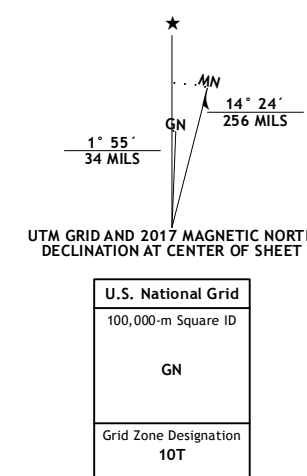 ★
MN
GN
1° 55´
34 MILS
14° 24´
256 MILS
UTM GRID AND 2017 MAGNETIC NORT
DECLINATION AT CENTER OF SHEET
U.S. National Grid
100,000-m Square ID
GN
Grid Zone Designation
10T